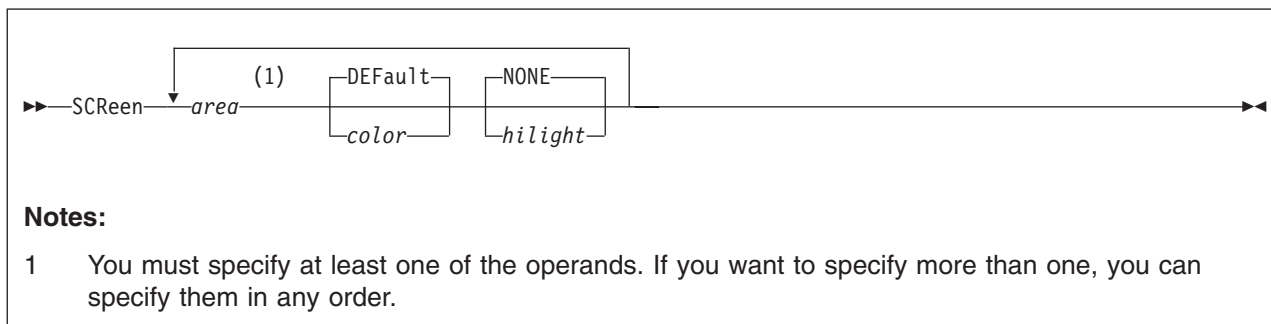 (1) DEFault NONE
SCReen area
color hilight
Notes:
1 You must specify at least one of the operands. If you want to specify more than one, you can
specify them in any order.